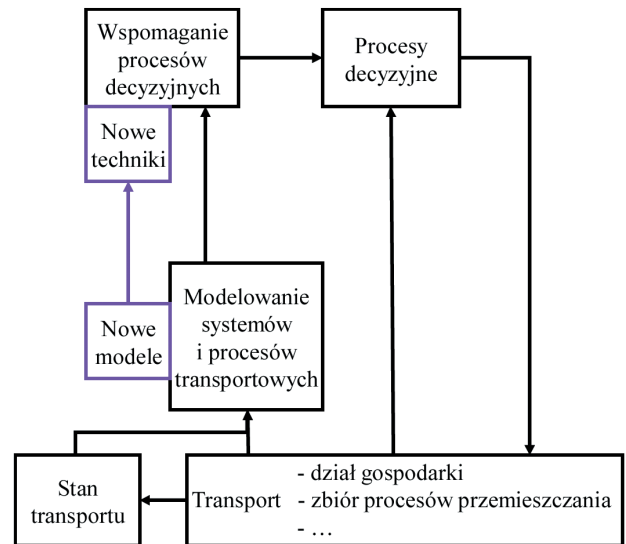 Wspomaganie
procesów
decyzyjnych
Procesy
decyzyjne
Nowe
techniki
Modelowanie
systemów
i procesów
transportowych
Nowe
modele
Stan
transportu
- dział gospodarki
Transport - zbiór procesów przemieszczania
- ...